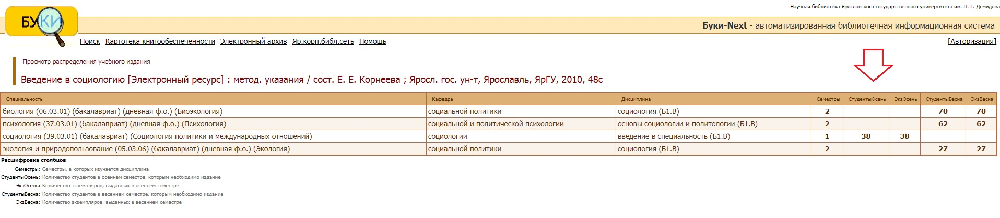 Научная библиотека Ярославского государственного университета им. П. Г. Демидова
БУКИ
Буки-Next - автоматизированная библиотечная информационная система
Поиск Картотека книгообеспеченности Электронный архив Яр.корп.библ.сеть Помощь [Авторизация]
Просмотр распределения учебного издания
Введение в социологию [Электронный ресурс] : метод. указания / сост. Е. Е. Корнеева ; Яросл. гос. ун-т, Ярославль, ЯрГУ, 2010, 48с
Специальность Кафедра Дисциплина Семестры СтудентыОсень ЭкзОсень СтудентыВесна ЭкзВесна
биология (06.03.01) (бакалавриат) (дневная ф.о.) (Биоэкология) социальной политики социология (Б1.В) 2 70 70
психология (37.03.01) (бакалавриат) (дневная ф.о.) (Психология) социальной и политической психологии основы социологии и политологии (Б1.В) 2 62 62
социология (39.03.01) (бакалавриат) (Социология политики и международных отношений) социологии введение в специальность (Б1.В) 1 38 38
экология и природопользование (05.03.06) (бакалавриат) (дневная ф.о.) (Экология) социальной политики социология (Б1.В) 2 27 27
Расшифровка столбцов
Семестры: Семестры, в которых изучается дисциплина
СтудентыОсень: Количество студентов в осеннем семестре, которым необходимо издание
ЭкзОсень: Количество экземпляров, выданных в осеннем семестре
СтудентыВесна: Количество студентов в весеннем семестре, которым необходимо издание
ЭкзВесна: Количество экземпляров, выданных в весеннем семестре